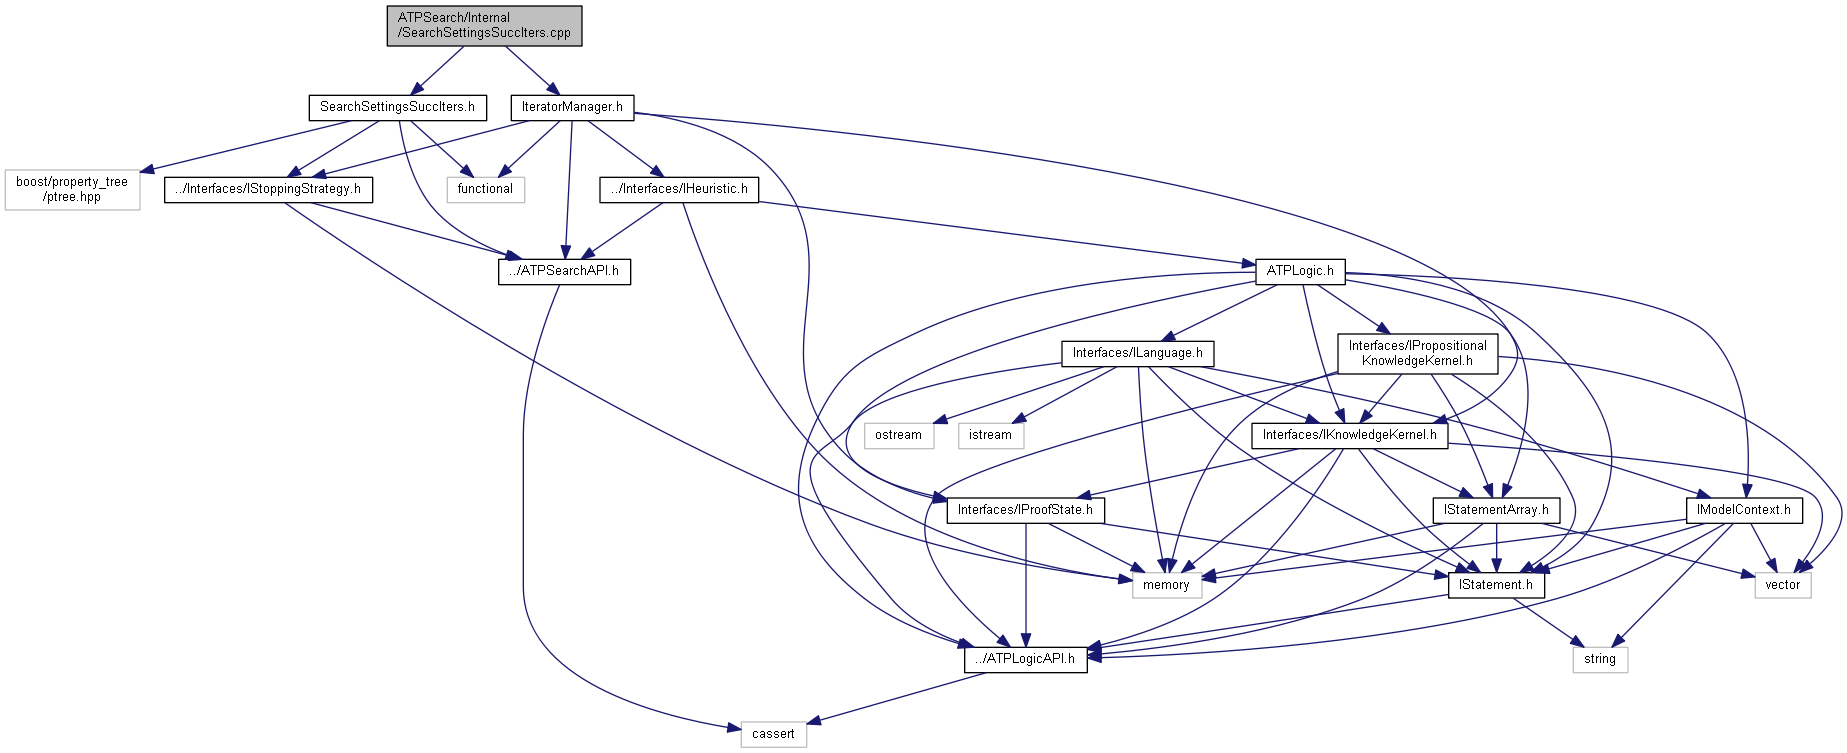 ATPSearch/Internal
/SearchSettingsSuccIters.cpp
SearchSettingsSuccIters.h
IteratorManager.h
boost/property_tree
/ptree.hpp
../Interfaces/IStoppingStrategy.h
functional
../Interfaces/IHeuristic.h
../ATPSearchAPI.h
ATPLogic.h
Interfaces/ILanguage.h
Interfaces/IPropositional
KnowledgeKernel.h
ostream
istream
Interfaces/IKnowledgeKernel.h
Interfaces/IProofState.h
IStatementArray.h
IModelContext.h
memory
IStatement.h
vector
../ATPLogicAPI.h
string
cassert